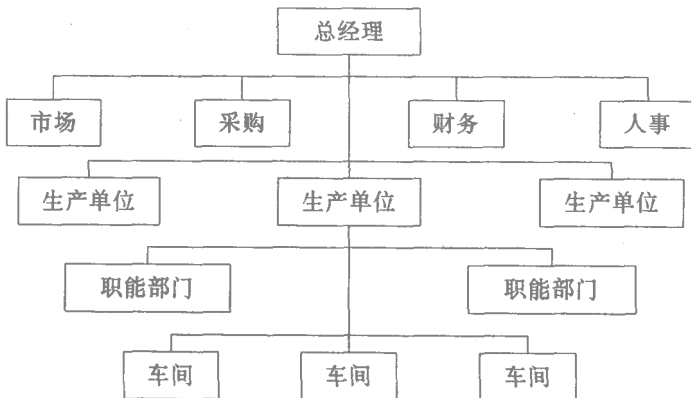 总经理
市场 采购 财务 人事
生产单位 生产单位 生产单位
职能部门 职能部门
车间 车间 车间